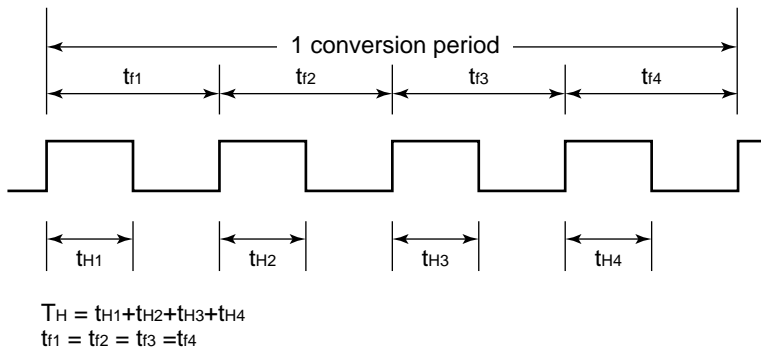 1 conversion period
tf1 tf2 tf3 tf4
tH1 tH2 tH3 tH4
TH = tH1+tH2+tH3+tH4
tf1 = tf2 = tf3 =tf4